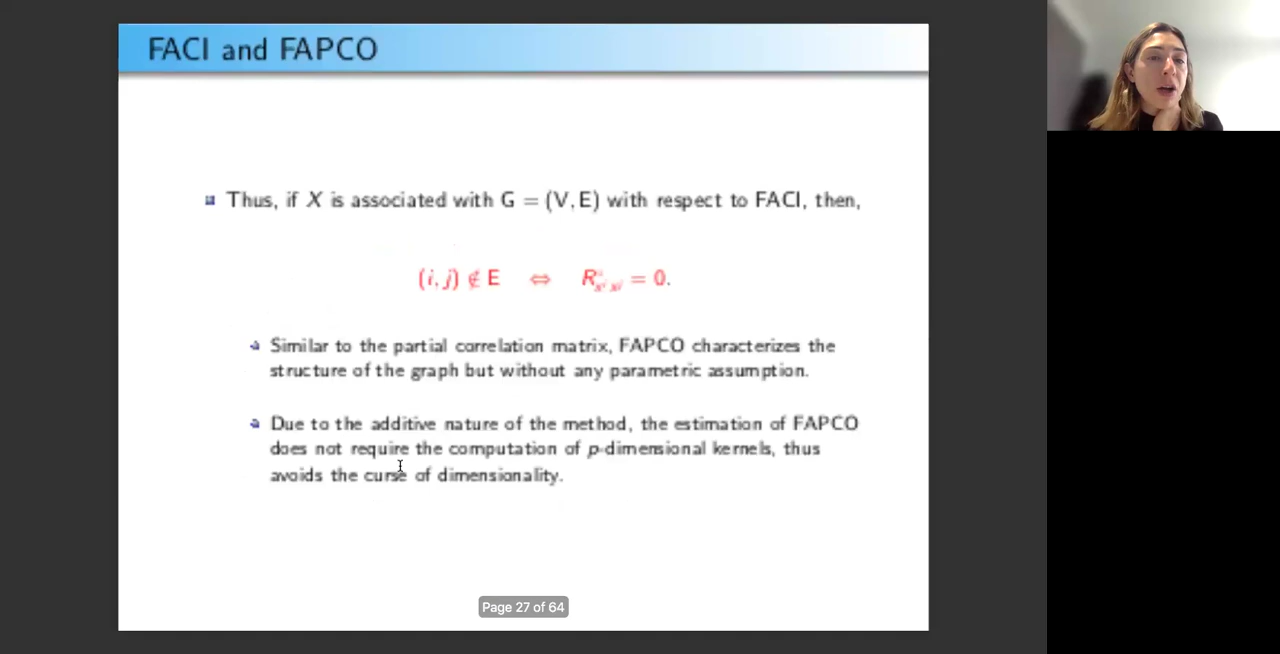 FACI and FAPCO
Thus, if X is associated with G = (V, E) with respect to FACI, then,
(i, j) ∉ E ⇔ R = 0.
Similar to the partial correlation matrix, FAPCO characterizes the
structure of the graph but without any parametric assumption.
Due to the additive nature of the method, the estimation of FAPCO
does not require the computation of p-dimensional kernels, thus
avoids the curse of dimensionality.
Page 27 of 64